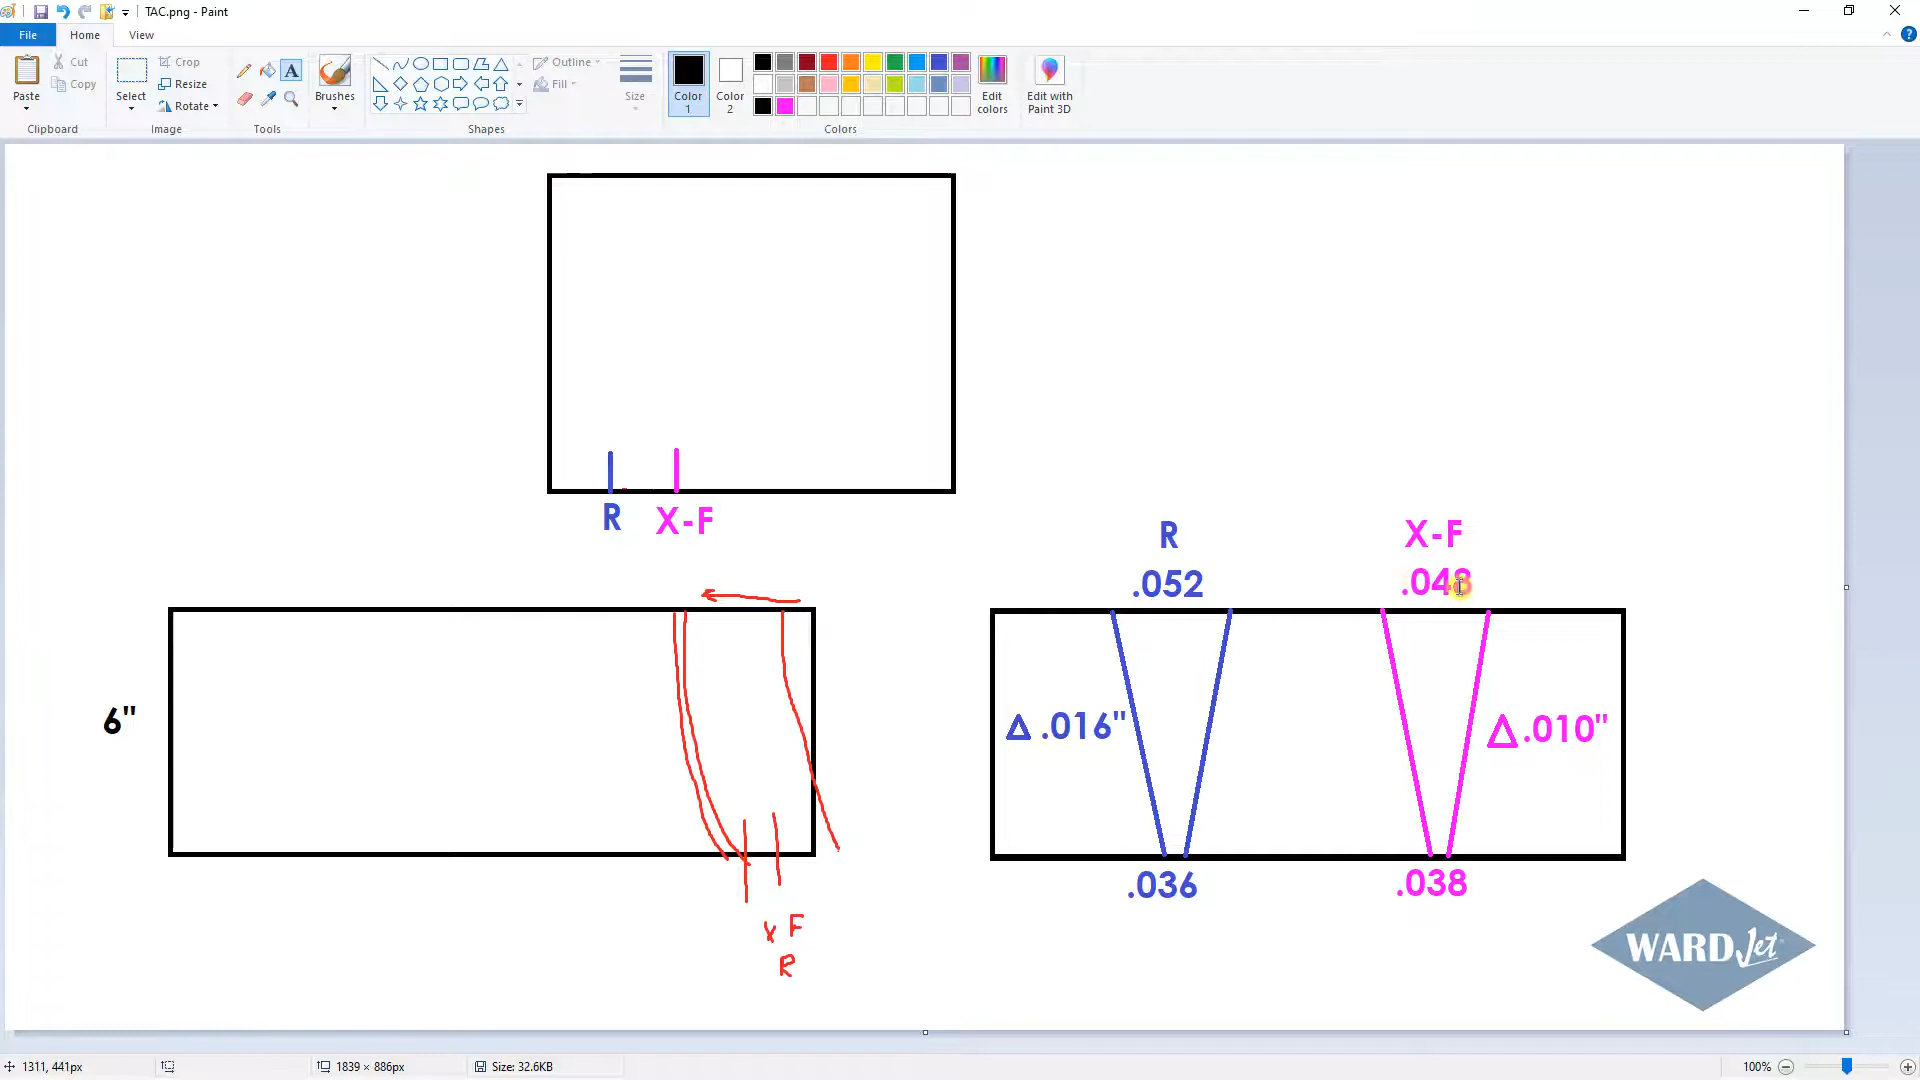 TAC.png - Paint
File
Home
View
Paste
Cut
Copy
Clipboard
Select
Crop
Resize
Rotate
Image
Tools
Brushes
Shapes
Outline
Fill
Size
Color 1
Color 2
Colors
Edit colors
Edit with Paint 3D
R
X-F
R
.052
X-F
.048
6"
Δ .016"
Δ .010"
.036
.038
X F
R
WARDJet
1311, 441px
1839 × 886px
Size: 32.6KB
100%